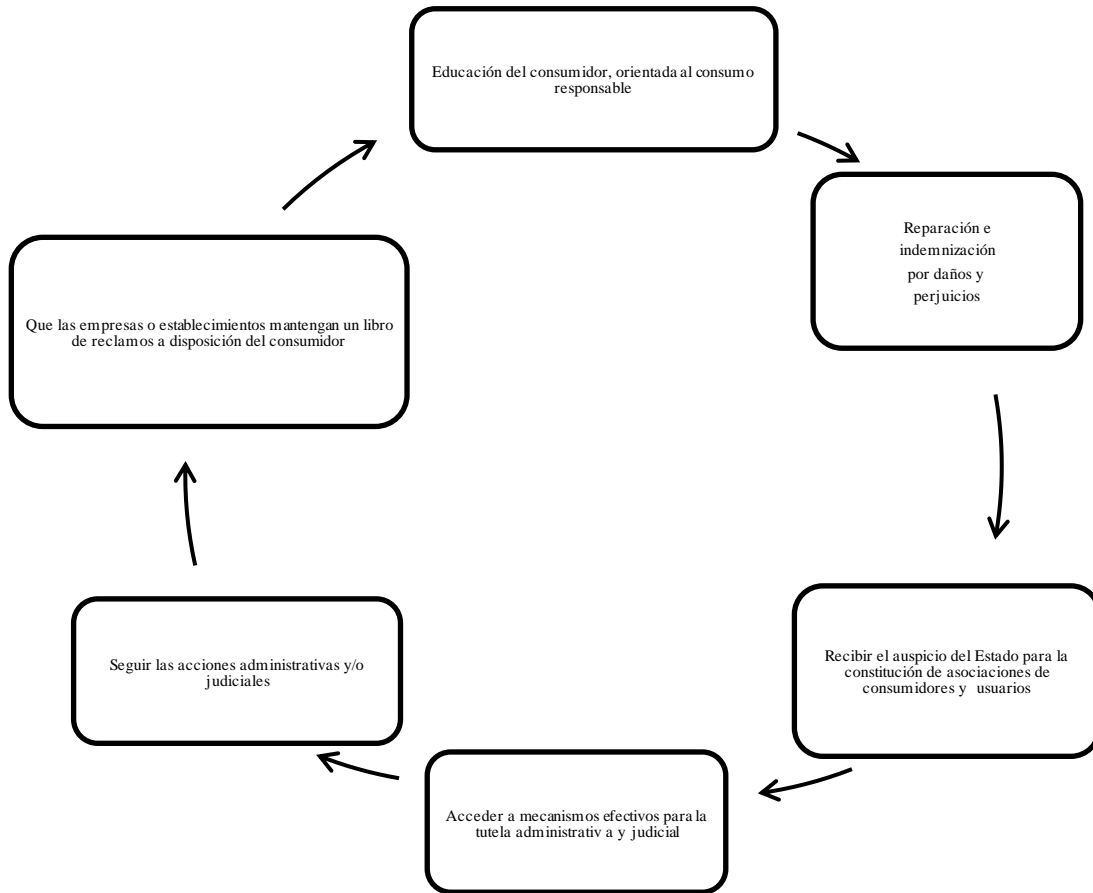 Educación del consumidor, orientada al consumo
responsable
Reparación e
indemnización
por daños y
perjuicios
Recibir el auspicio del Estado para la
constitución de asociaciones de
consumidores y usuarios
Acceder a mecanismos efectivos para la
tutela administrativa y judicial
Seguir las acciones administrativas y/o
judiciales
Que las empresas o establecimientos mantengan un libro
de reclamos a disposición del consumidor